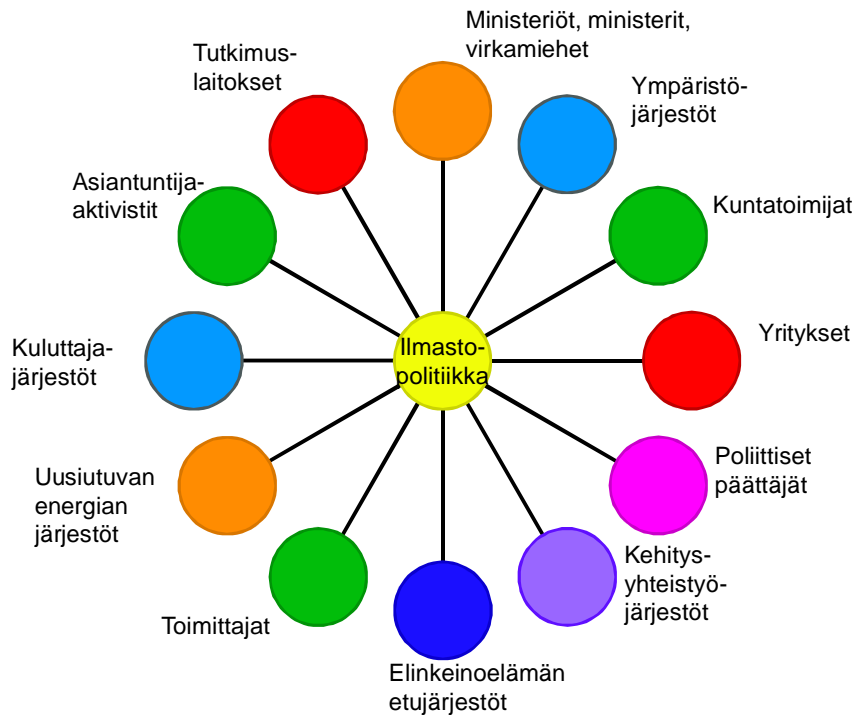 Ministeriöt, ministerit,
virkamiehet
Ympäristö-
järjestöt
Kuntatoimijat
Yritykset
Poliittiset
päättäjät
Kehitys-
yhteistyö-
järjestöt
Elinkeinoelämän
etujärjestöt
Toimittajat
Uusiutuvan
energian
järjestöt
Kuluttaja-
järjestöt
Asiantuntija-
aktivistit
Tutkimus-
laitokset
Ilmasto-
politiikka